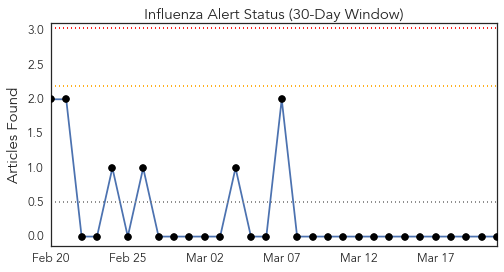 Influenza Alert Status (30-Day Window)
3.0
2.5
2.0
1.5
1.0
0.5
0.0
Articles Found
Feb 20 Feb 25 Mar 02 Mar 07 Mar 12 Mar 17